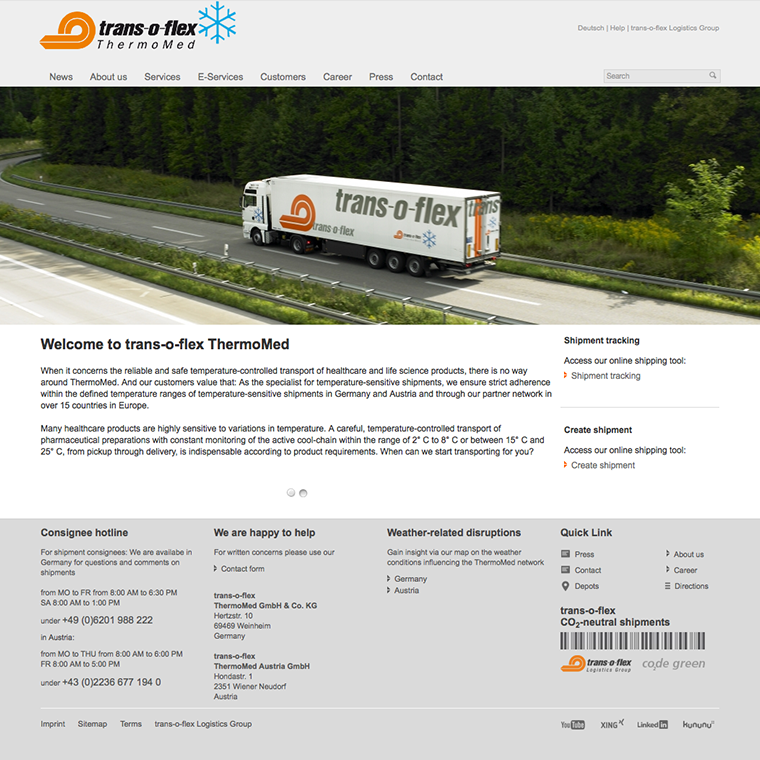 trans-o-flex
ThermoMed
Deutsch | Help | trans-o-flex Logistics Group
News About us Services E-Services Customers Career Press Contact
Search
trans-o-flex
trans-o-flex
trans-o-flex
trans
Welcome to trans-o-flex ThermoMed
When it concerns the reliable and safe temperature-controlled transport of healthcare and life science products, there is no way
around ThermoMed. And our customers value that: As the specialist for temperature-sensitive shipments, we ensure strict adherence
within the defined temperature ranges of temperature-sensitive shipments in Germany and Austria and through our partner network in
over 15 countries in Europe.
Many healthcare products are highly sensitive to variations in temperature. A careful, temperature-controlled transport of
pharmaceutical preparations with constant monitoring of the active cool-chain within the range of 2° C to 8° C or between 15° C and
25° C, from pickup through delivery, is indispensable according to product requirements. When can we start transporting for you?
Shipment tracking
Access our online shipping tool:
Shipment tracking
Create shipment
Access our online shipping tool:
Create shipment
Consignee hotline
For shipment consignees: We are availabe in
Germany for questions and comments on
shipments
from MO to FR from 8:00 AM to 6:30 PM
SA 8:00 AM to 1:00 PM
under +49 (0)6201 988 222
in Austria:
from MO to THU from 8:00 AM to 6:00 PM
FR 8:00 AM to 5:00 PM
under +43 (0)2236 677 194 0
We are happy to help
For written concerns please use our
Contact form
trans-o-flex
ThermoMed GmbH & Co. KG
Hertzstr. 10
69469 Weinheim
Germany
trans-o-flex
ThermoMed Austria GmbH
Hondastr. 1
2351 Wiener Neudorf
Austria
Weather-related disruptions
Gain insight via our map on the weather
conditions influencing the ThermoMed network
Germany
Austria
Quick Link
Press About us
Contact Career
Depots Directions
trans-o-flex
CO2-neutral shipments
trans-o-flex
Logistics Group
co2de green
Imprint Sitemap Terms trans-o-flex Logistics Group
YouTube XING LinkedIn kununu